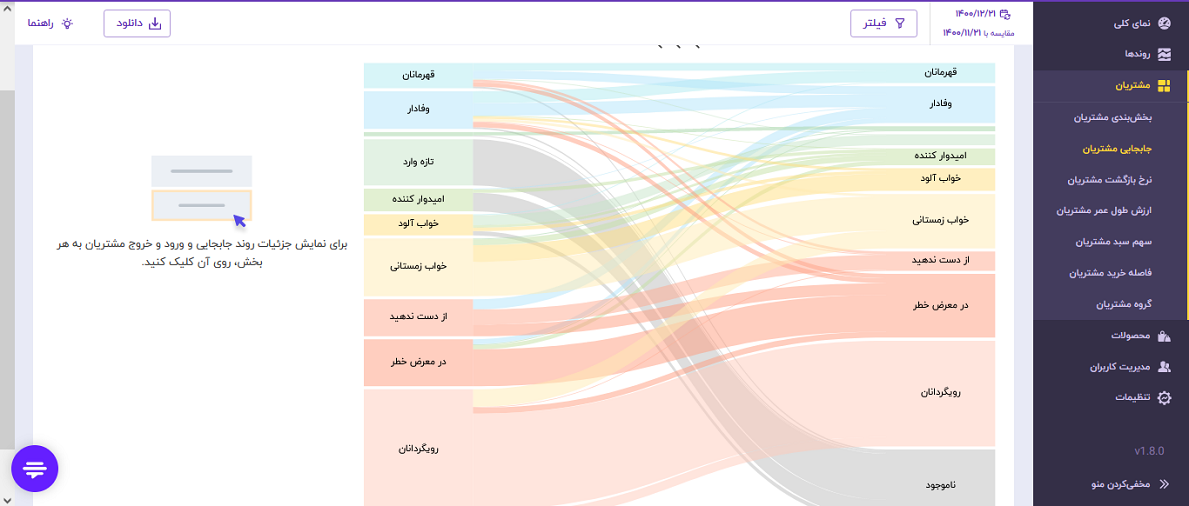 ۱۴۰۰/۱۲/۲۱
مقایسه با ۱۴۰۰/۱۱/۲۱
فیلتر
دانلود
راهنما
نمای کلی
روندها
مشتریان
بخش‌بندی مشتریان
جابجایی مشتریان
نرخ بازگشت مشتریان
ارزش طول عمر مشتریان
سهم سبد مشتریان
فاصله خرید مشتریان
گروه مشتریان
محصولات
مدیریت کاربران
تنظیمات
v1.8.0
مخفی‌کردن منو
قهرمانان
وفادار
امیدوار کننده
خواب آلود
خواب زمستانی
از دست ندهید
در معرض خطر
رویگردانان
ناموجود
قهرمانان
وفادار
تازه وارد
امیدوار کننده
خواب آلود
خواب زمستانی
از دست ندهید
در معرض خطر
رویگردانان
برای نمایش جزئیات روند جابجایی و ورود و خروج مشتریان به هر
بخش، روی آن کلیک کنید.